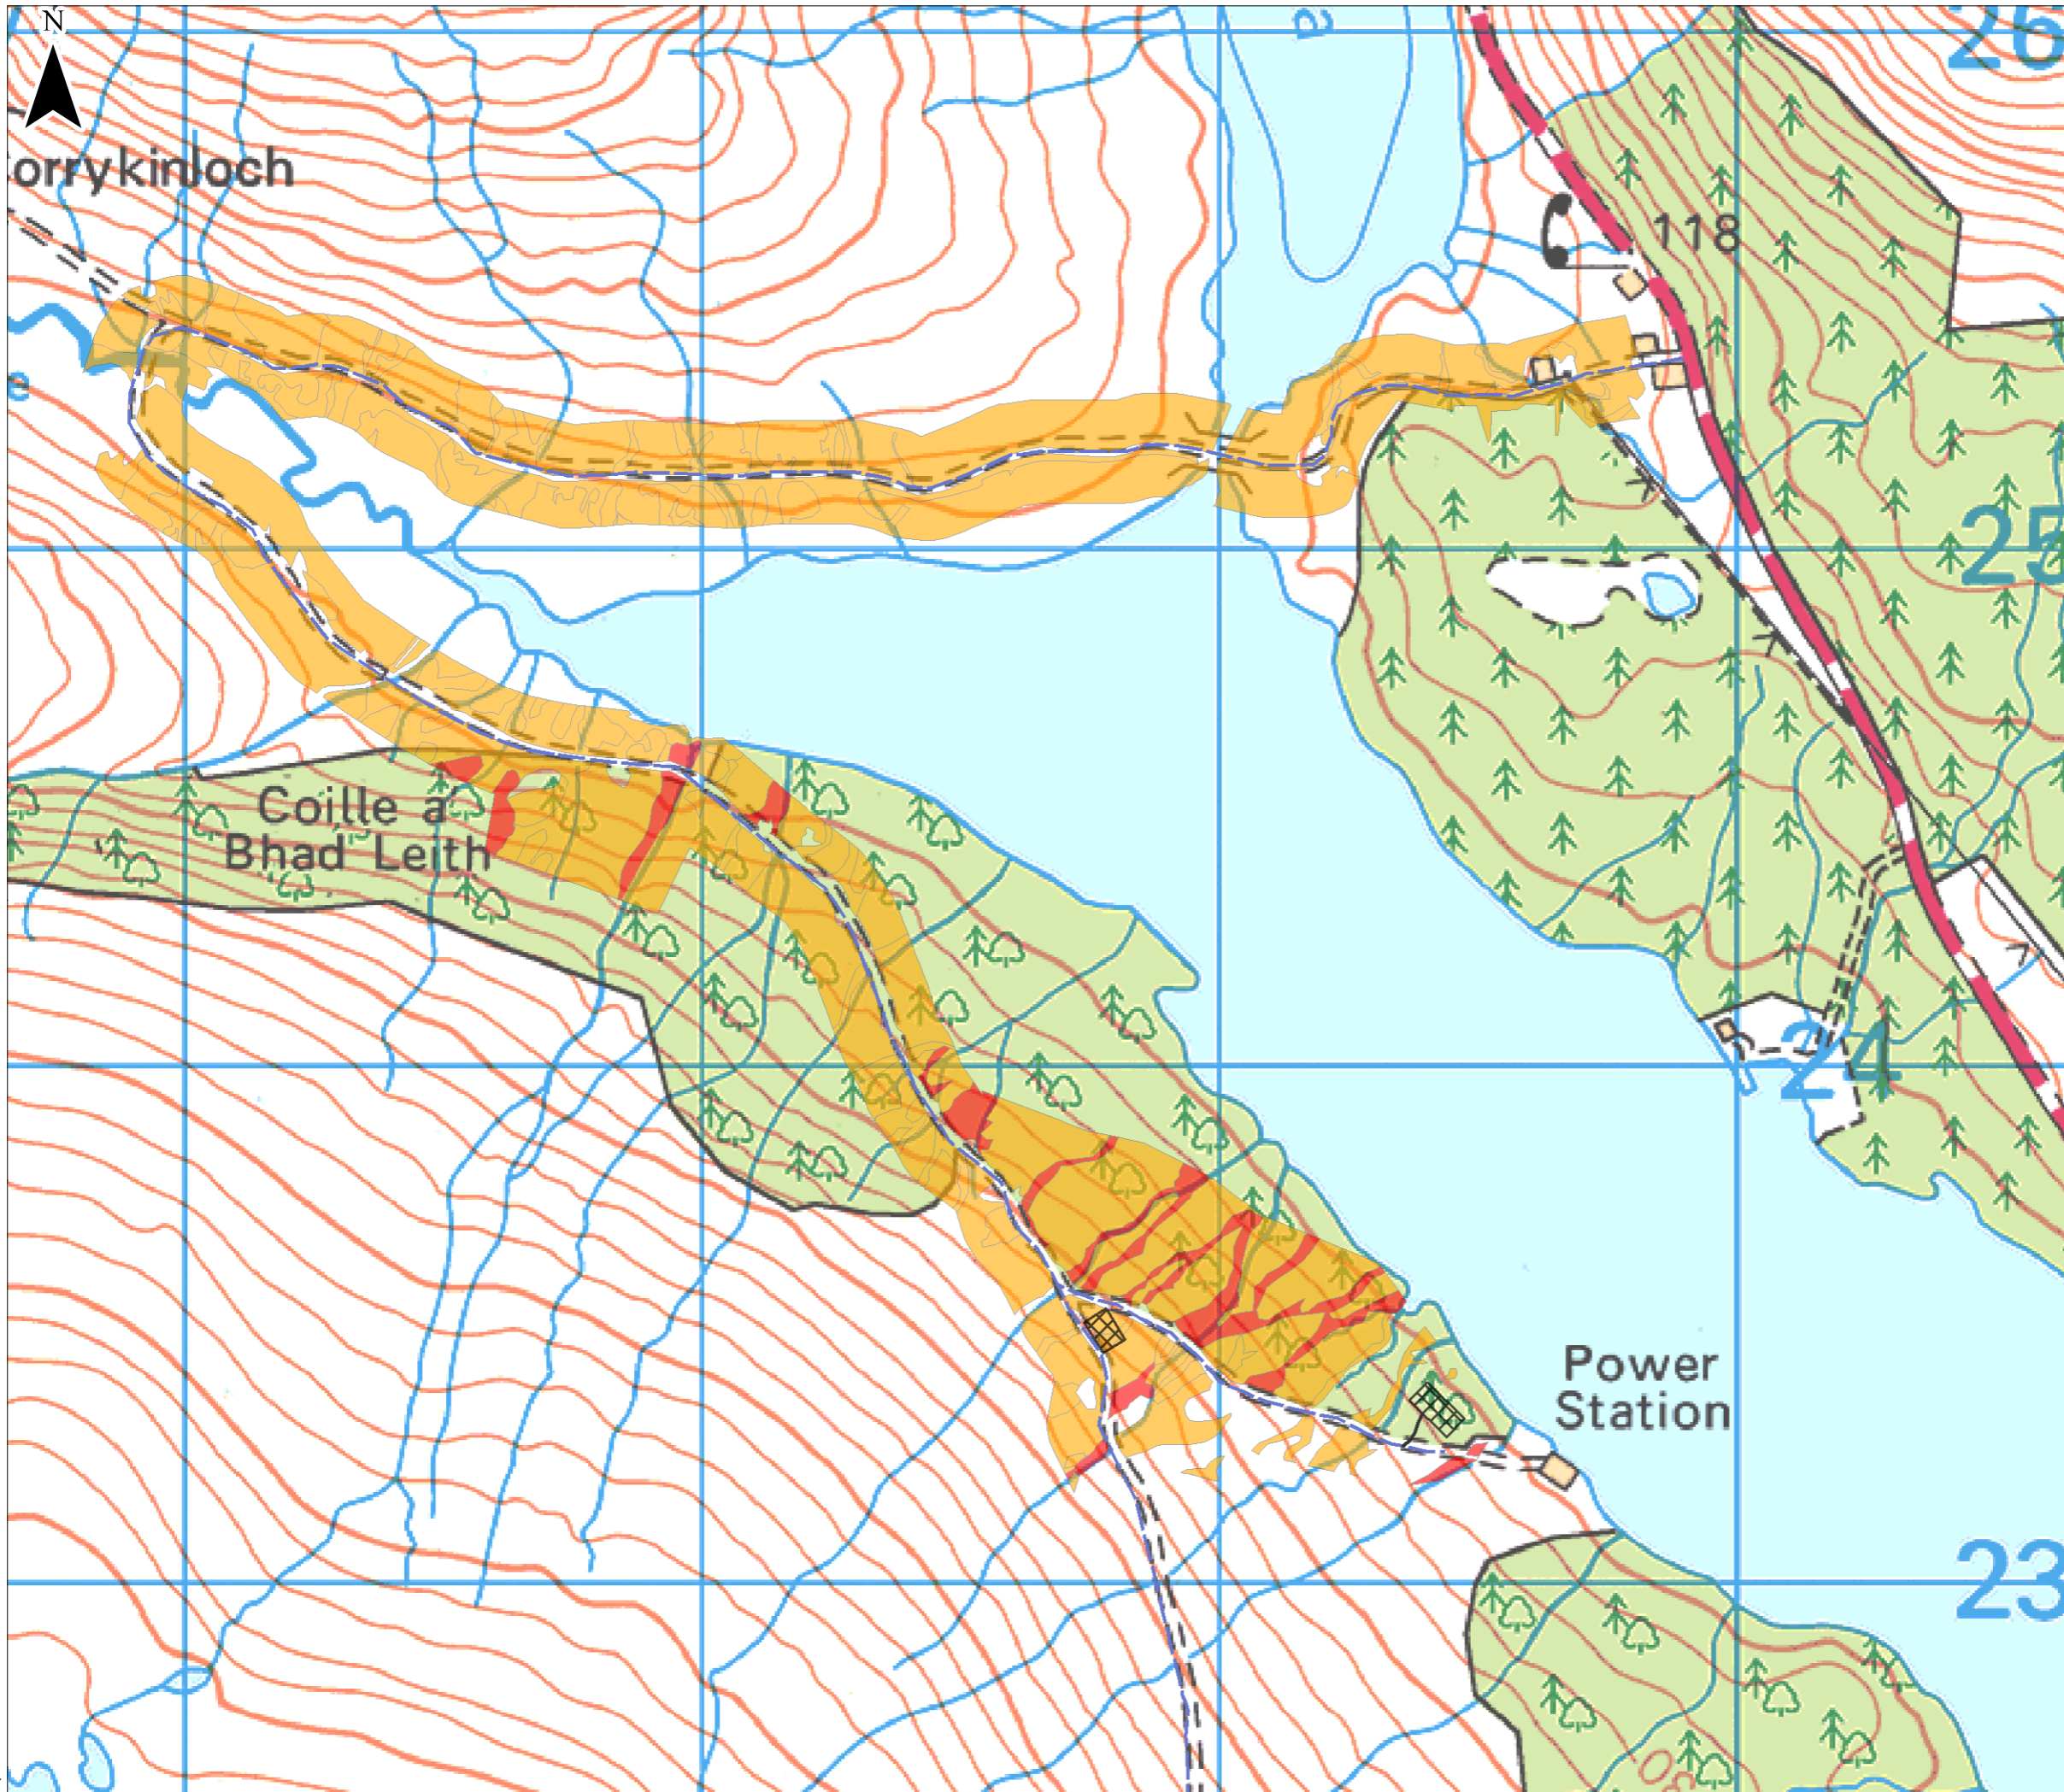 N
a
26
orrykinloch
118
25
e
Coille a'
Bhad Leith
24
Power
Station
23